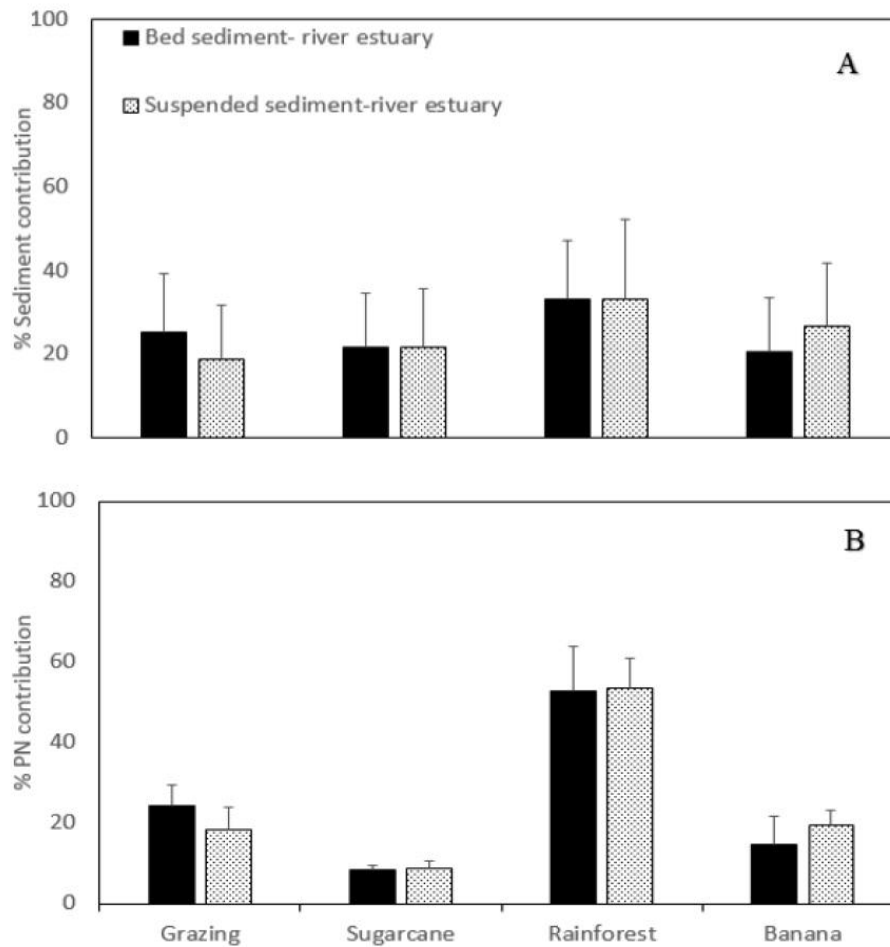 100
80
60
40
20
0
% Sediment contribution
Bed sediment- river estuary
Suspended sediment-river estuary
A
100
80
60
40
20
0
% PN contribution
B
Grazing Sugarcane Rainforest Banana